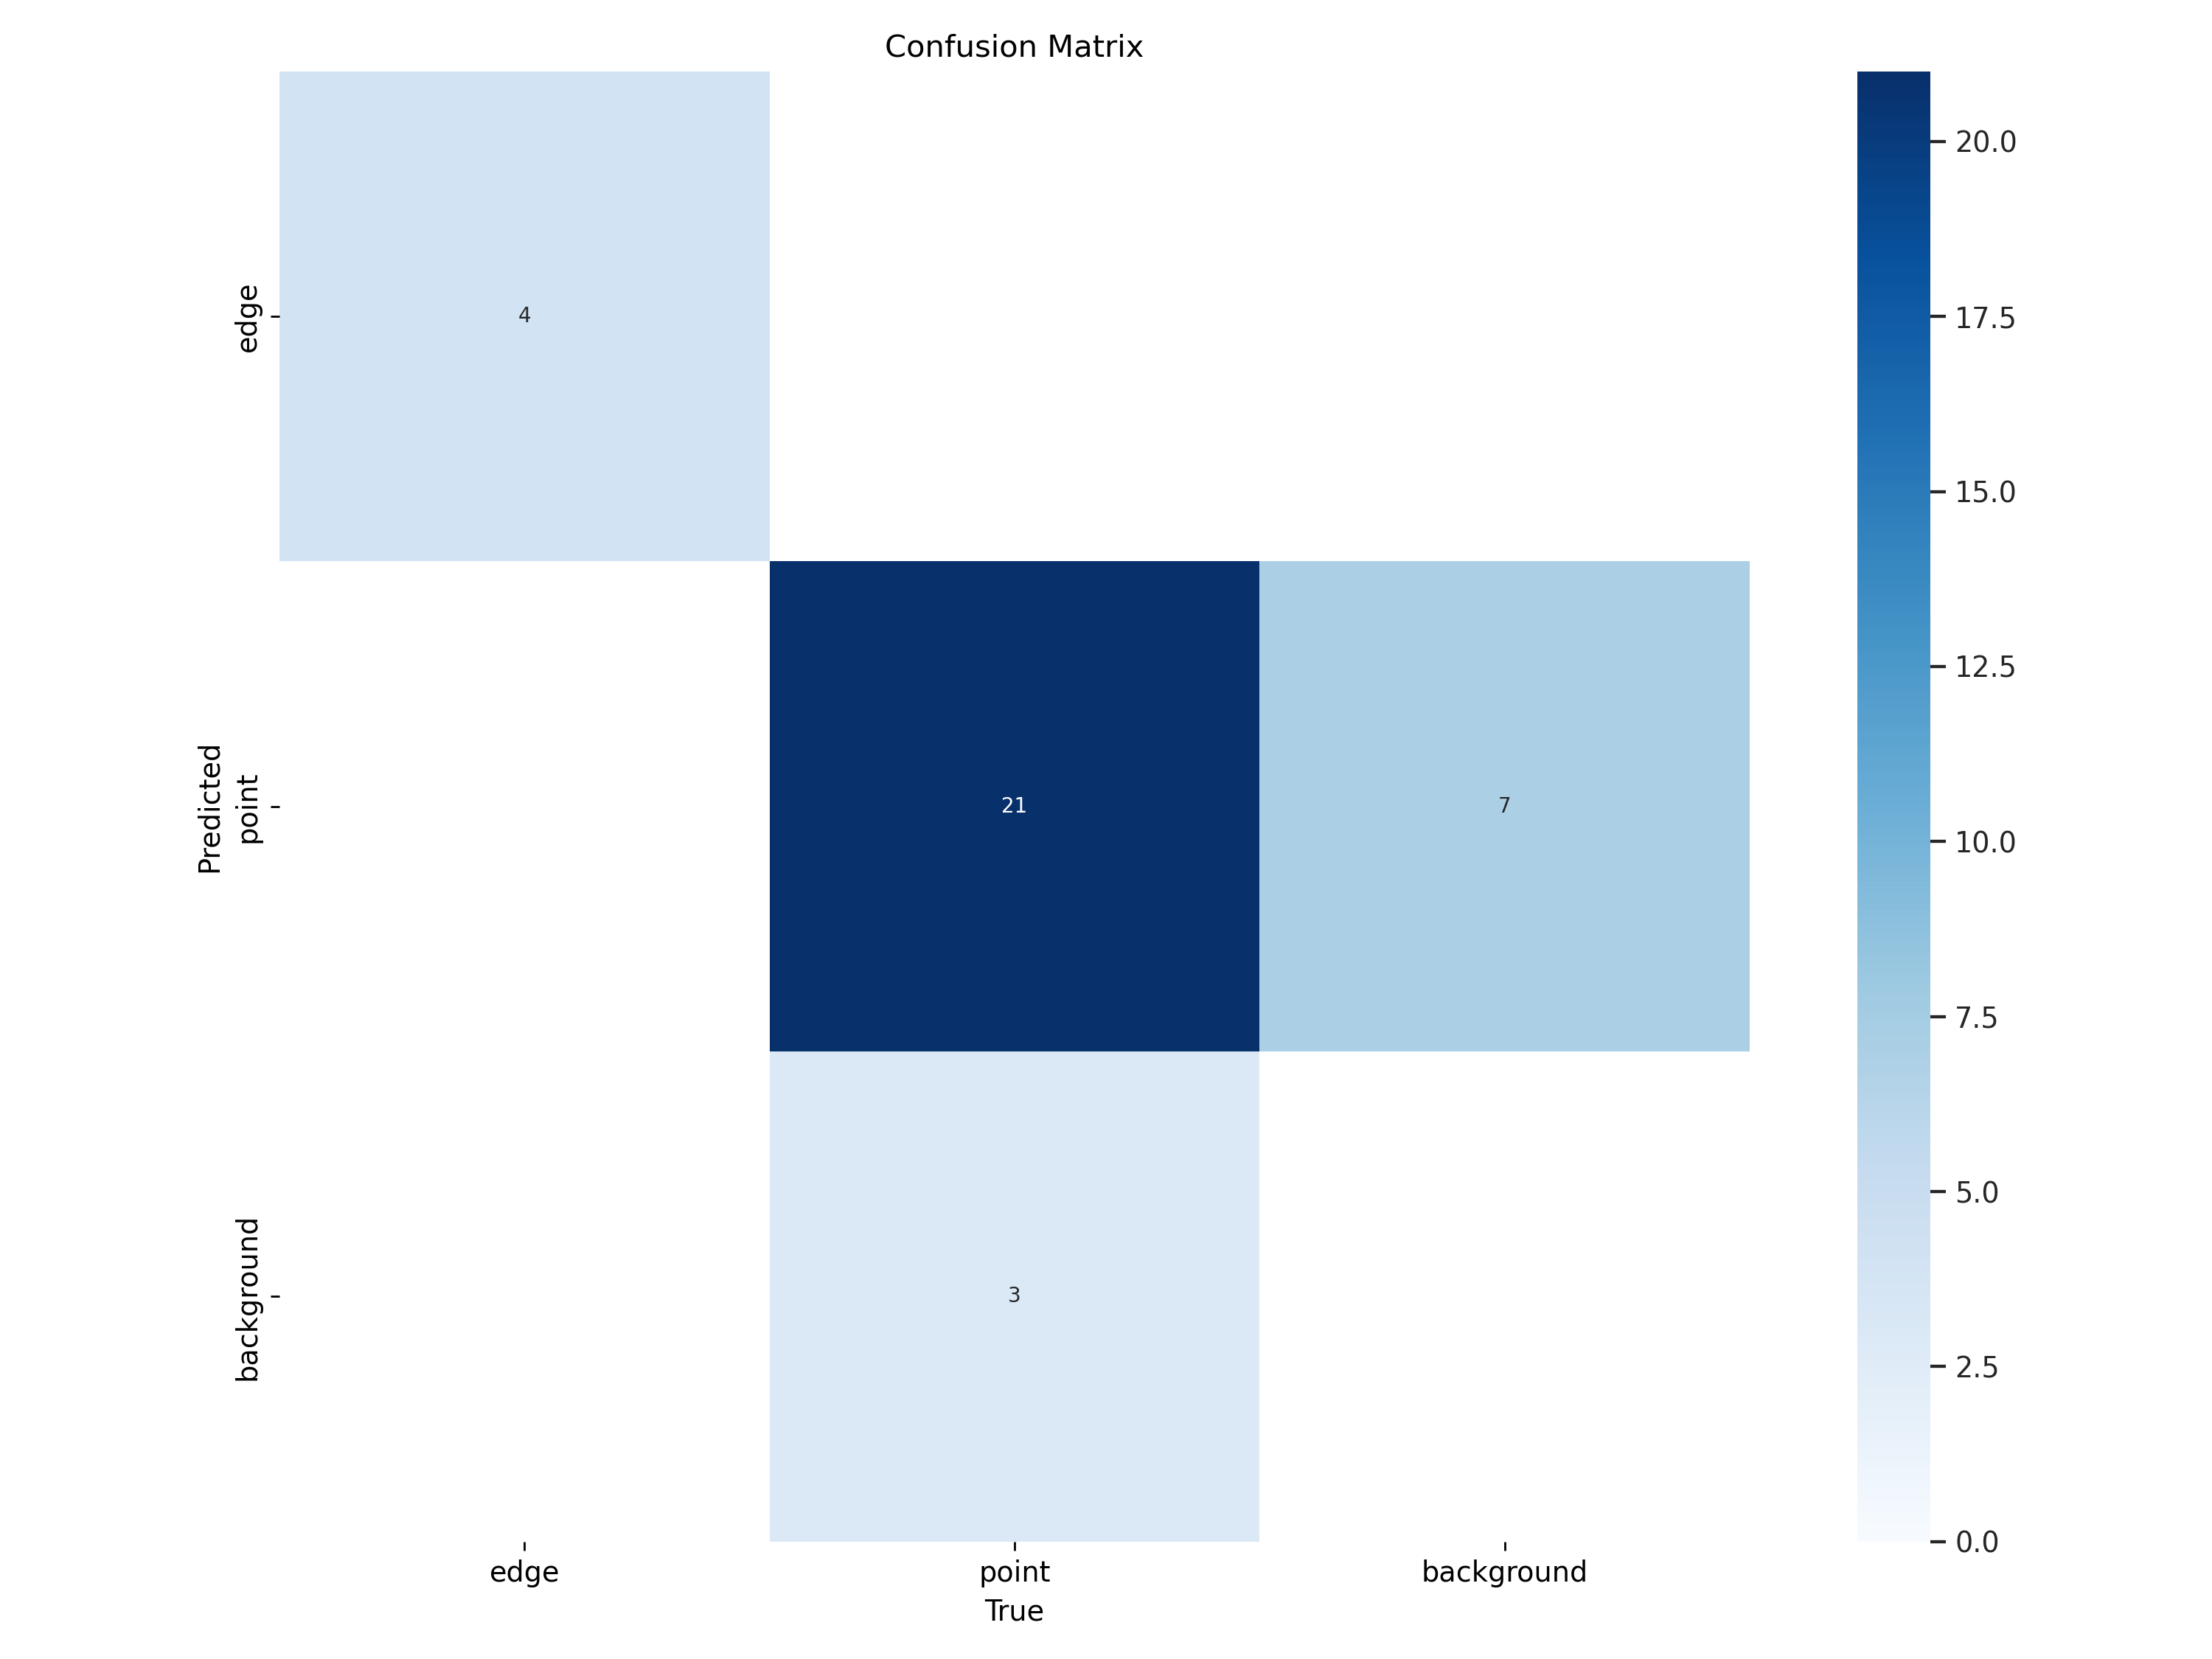 Confusion Matrix
edge
4
Predicted
point
21
7
background
3
edge
point
background
True
20.0
17.5
15.0
12.5
10.0
7.5
5.0
2.5
0.0